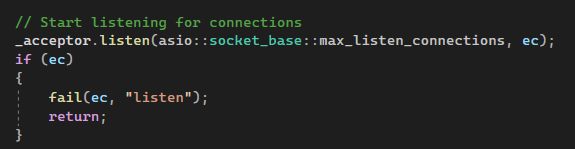 // Start listening for connections
_acceptor.listen(asio::socket_base::max_listen_connections, ec);
if (ec)
{
    fail(ec, "listen");
    return;
}